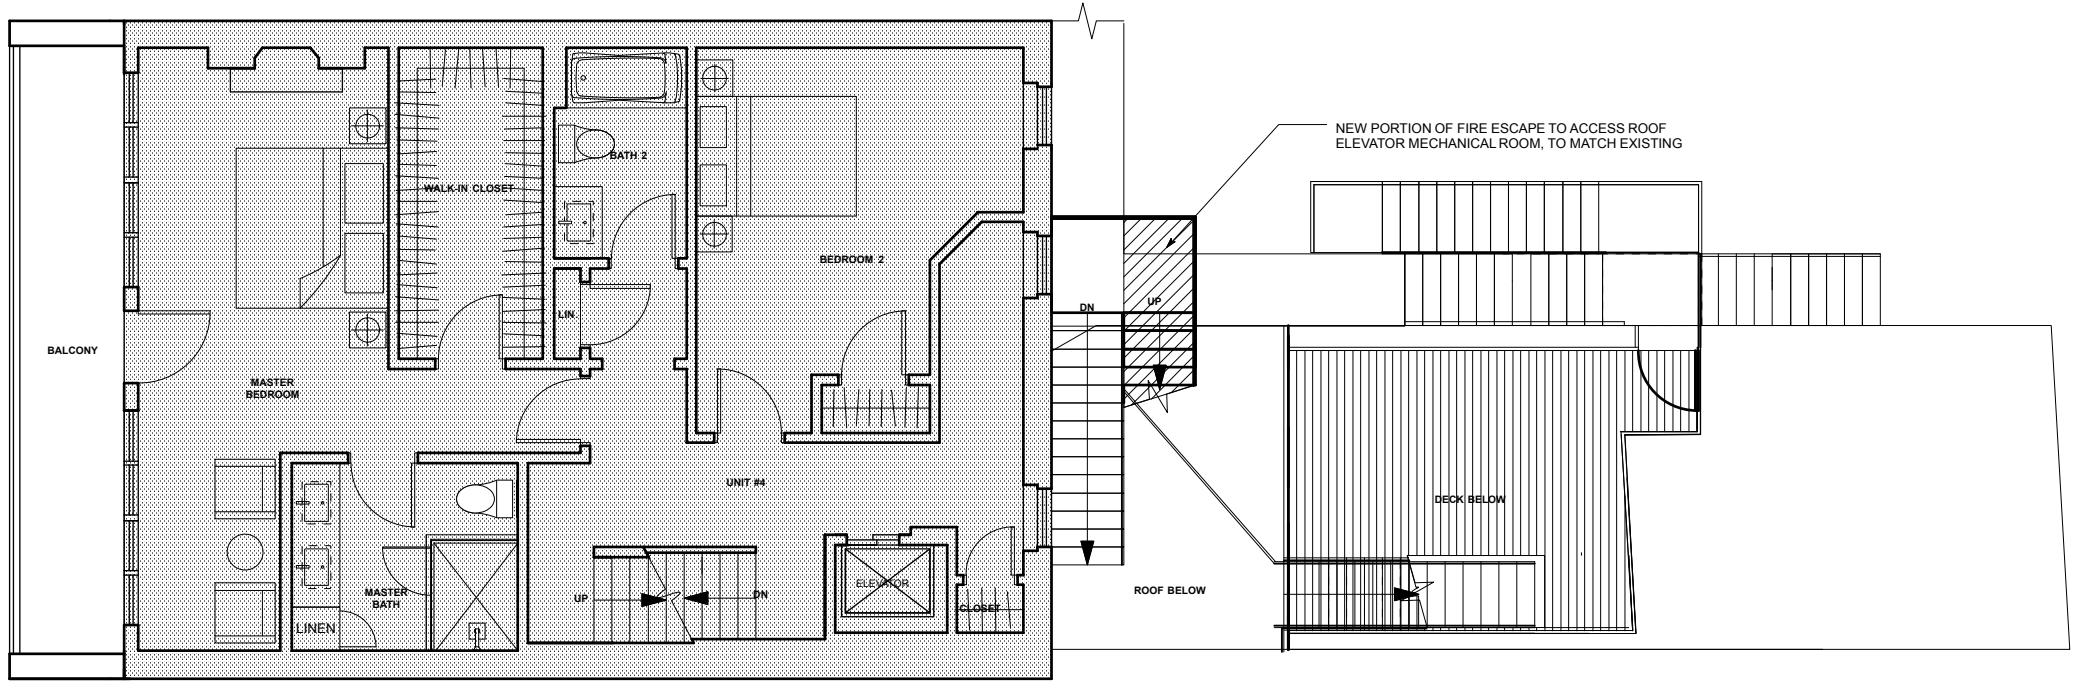 NEW PORTION OF FIRE ESCAPE TO ACCESS ROOF
ELEVATOR MECHANICAL ROOM, TO MATCH EXISTING
BATH 2
WALK-IN CLOSET
BEDROOM 2
DN
UP
LIN.
BALCONY
MASTER
BEDROOM
UNIT #4
DECK BELOW
ELEVATOR
ROOF BELOW
MASTER
BATH
UP
DN
CLOSET
LINEN